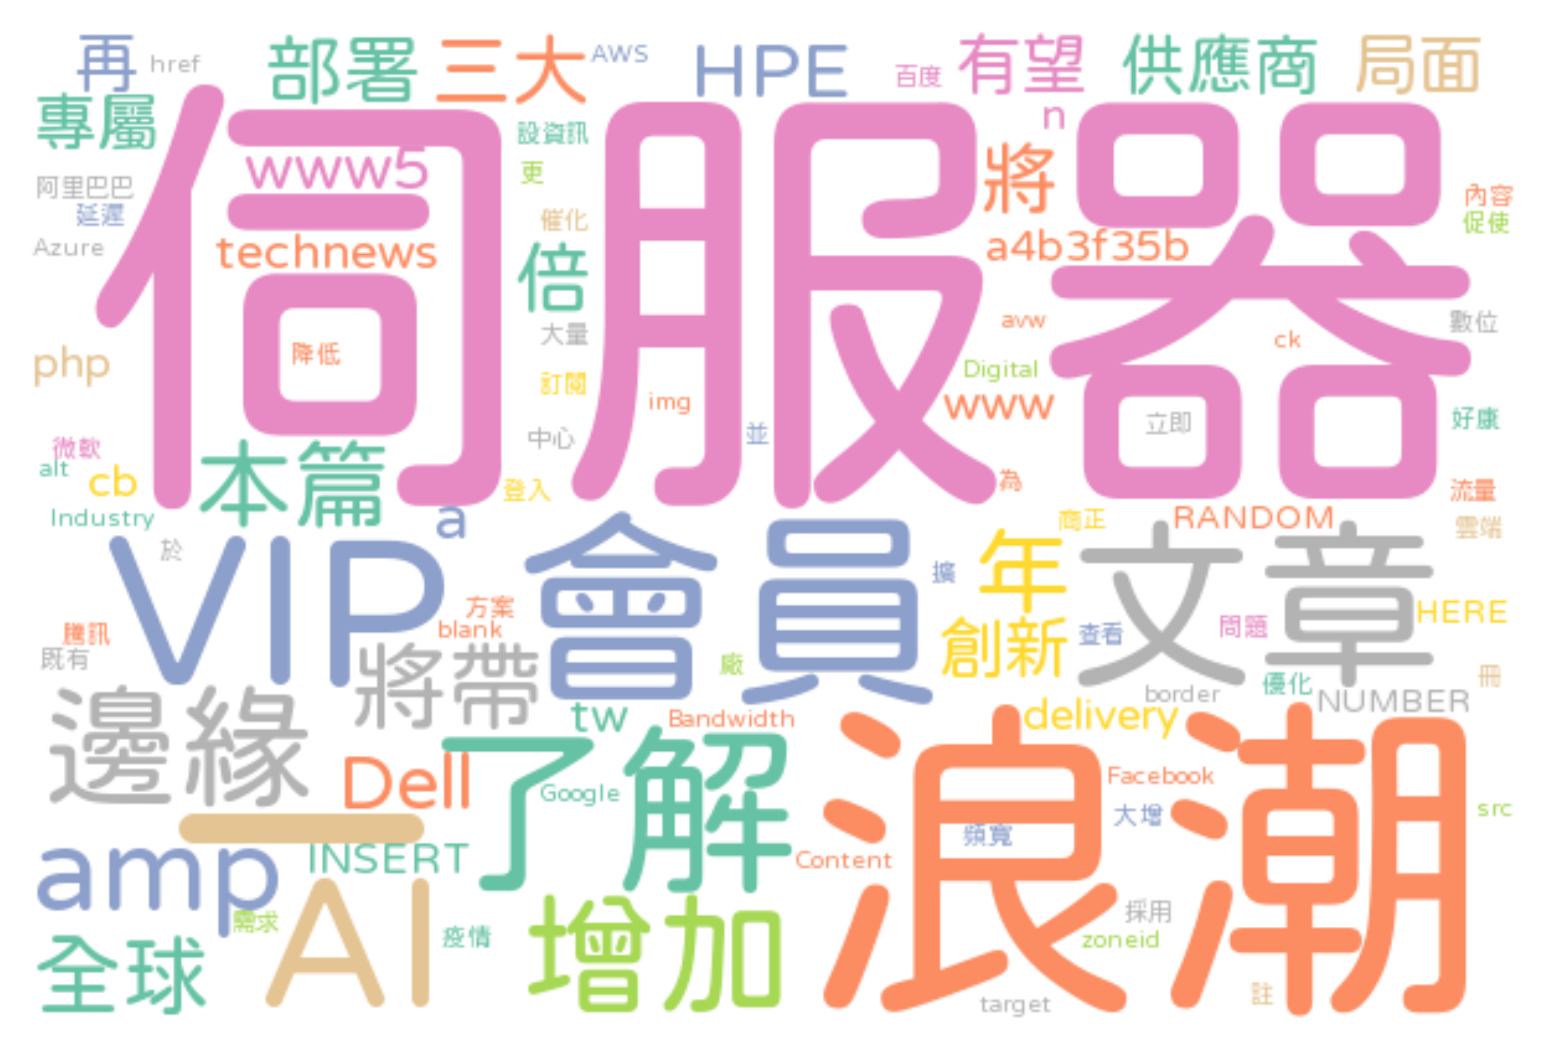 再
href
部署
三大
AWS
HPE
百度
有望
供應商
局面
專屬
設資訊
n
www5
更
將
阿里巴巴
延遲
內容
促使
催化
Azure
technews
倍
a4b3f35b
伺服器
大量
avw
ck
數位
php
降低
訂閱
Digital
img
www
中心
並
立即
好康
微軟
alt
cb
本篇
登入
為
流量
Industry
a
商正
RANDOM
雲端
於
VIP
會員
擴
年
文章
方案
blank
創新
查看
問題
HERE
騰訊
既有
將帶
廠
border
優化
NUMBER
冊
邊緣
tw
Bandwidth
delivery
Dell
了解
Google
浪潮
Facebook
大增
src
一
amp
INSERT
Content
頻寬
AI
需求
疫情
增加
採用
zoneid
全球
target
註